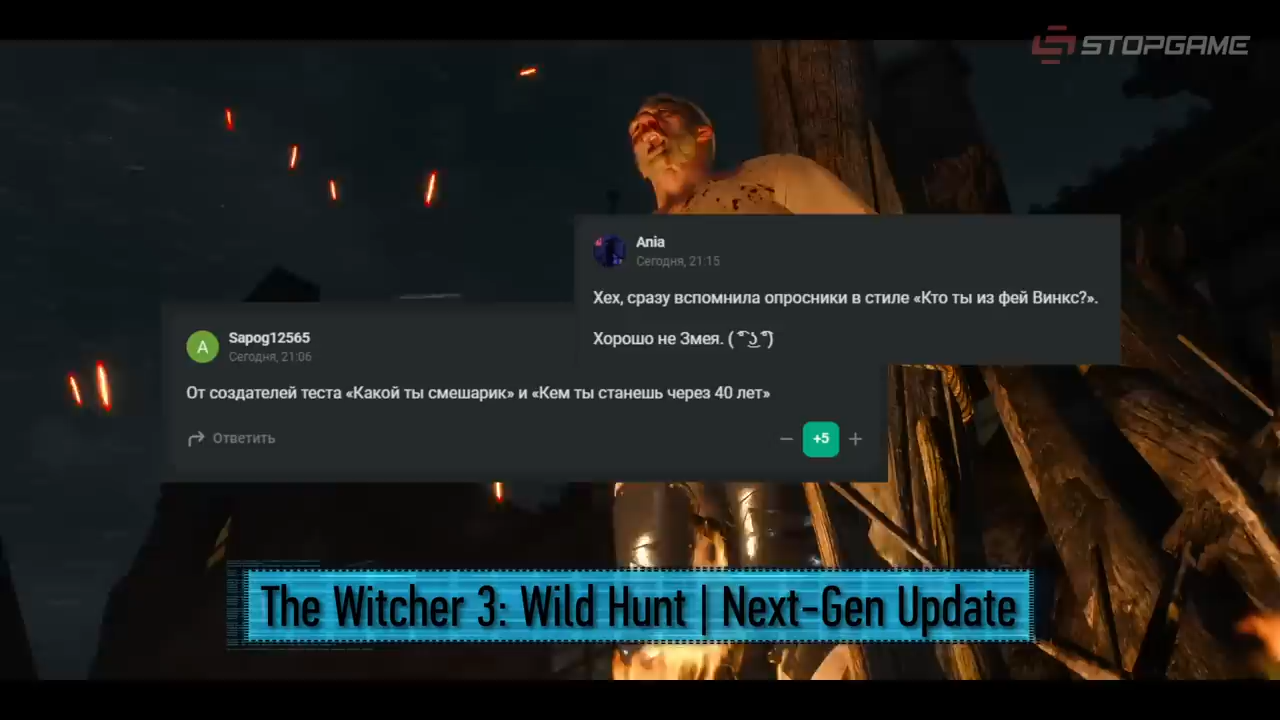 STOPGAME
Ania
Сегодня, 21:15
Хех, сразу вспомнила опросники в стиле «Кто ты из фей Винкс?».
Хорошо не Змея. ( ͡° ͜ʖ ͡°)
A
Sapog12565
Сегодня, 21:06
От создателей теста «Какой ты смешарик» и «Кем ты станешь через 40 лет»
Ответить
− +5 +
The Witcher 3: Wild Hunt | Next-Gen Update